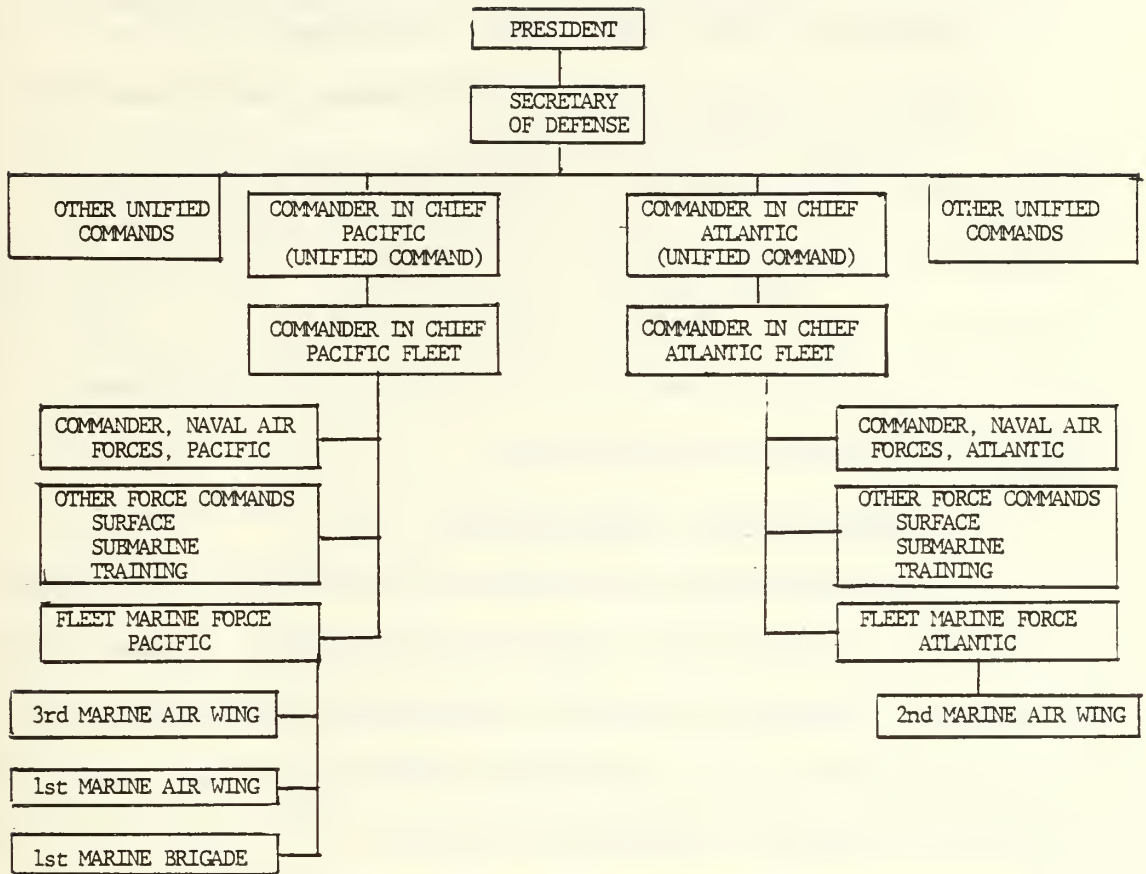 PRESIDENT
SECRETARY
OF DEFENSE
OTHER UNIFIED
COMMANDS
COMMANDER IN CHIEF
PACIFIC
(UNIFIED COMMAND)
COMMANDER IN CHIEF
ATLANTIC
(UNIFIED COMMAND)
OTHER UNIFIED
COMMANDS
COMMANDER IN CHIEF
PACIFIC FLEET
COMMANDER IN CHIEF
ATLANTIC FLEET
COMMANDER, NAVAL AIR
FORCES, PACIFIC
OTHER FORCE COMMANDS
SURFACE
SUBMARINE
TRAINING
FLEET MARINE FORCE
PACIFIC
3rd MARINE AIR WING
1st MARINE AIR WING
1st MARINE BRIGADE
COMMANDER, NAVAL AIR
FORCES, ATLANTIC
OTHER FORCE COMMANDS
SURFACE
SUBMARINE
TRAINING
FLEET MARINE FORCE
ATLANTIC
2nd MARINE AIR WING